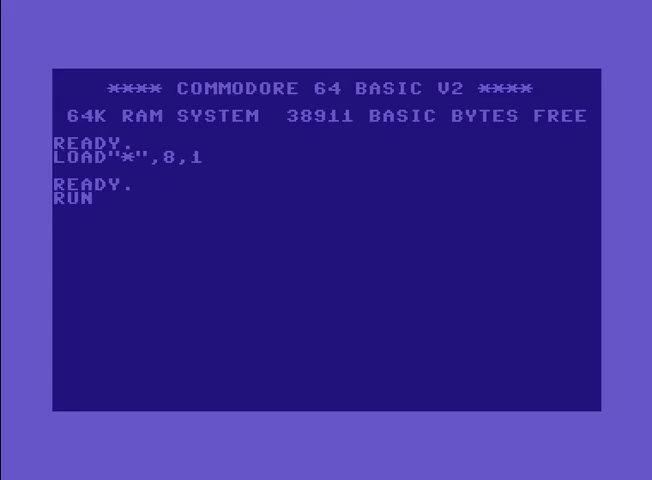 **** COMMODORE 64 BASIC V2 ****
64K RAM SYSTEM  38911 BASIC BYTES FREE
READY.
LOAD"*",8,1
READY.
RUN